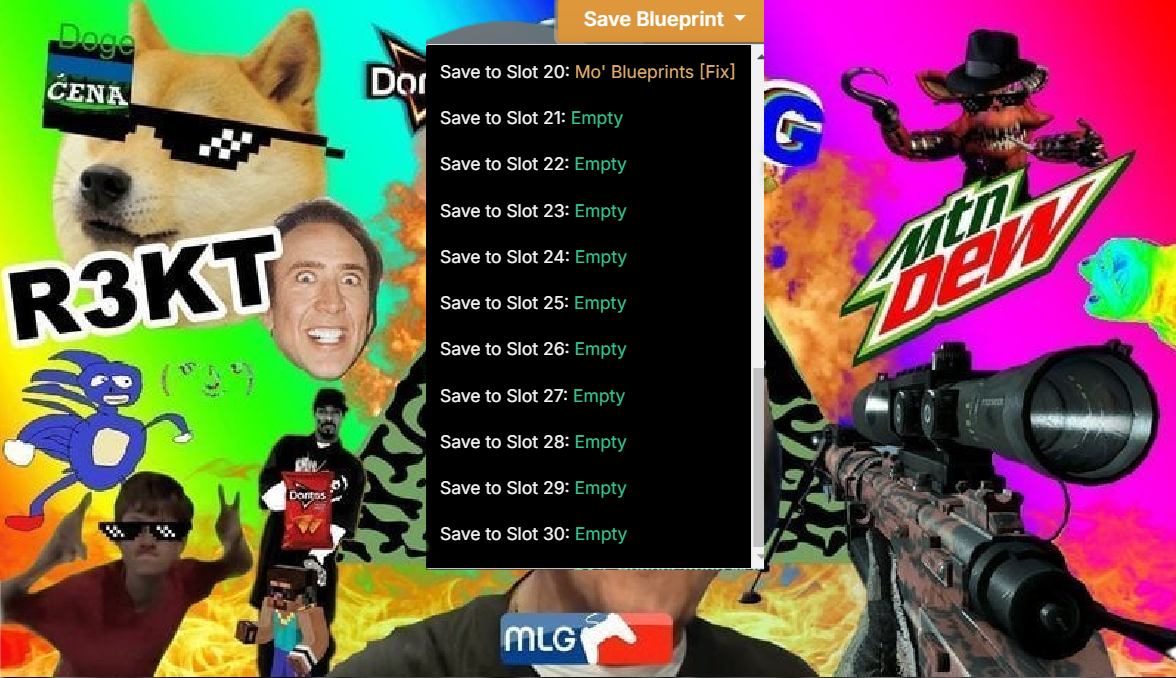 Save Blueprint
Doge
ĆENA
Save to Slot 20: Mo' Blueprints [Fix]
Save to Slot 21: Empty
Save to Slot 22: Empty
Save to Slot 23: Empty
Save to Slot 24: Empty
Save to Slot 25: Empty
Save to Slot 26: Empty
Save to Slot 27: Empty
Save to Slot 28: Empty
Save to Slot 29: Empty
Save to Slot 30: Empty
Dor
G
Mtn
DEW
R3KT
Doritos
MLG